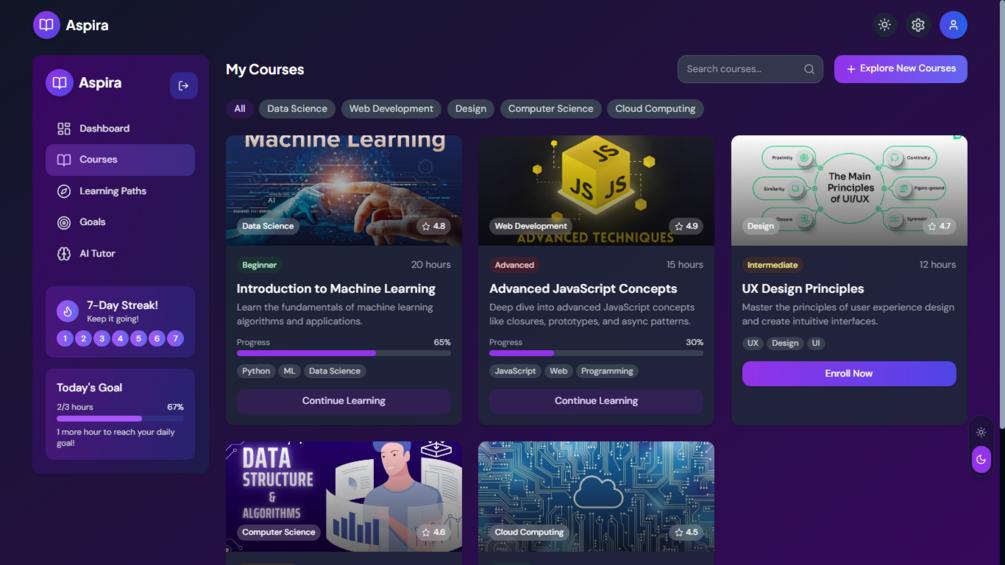 Aspira
Aspira
Dashboard
Courses
Learning Paths
Goals
AI Tutor
7-Day Streak!
Keep it going!
1 2 3 4 5 6 7
Today's Goal
2/3 hours 67%
1 more hour to reach your daily
goal!
My Courses
Search courses...
+ Explore New Courses
All Data Science Web Development Design Computer Science Cloud Computing
Machine Learning
AI
Data Science 4.8
Beginner 20 hours
Introduction to Machine Learning
Learn the fundamentals of machine learning
algorithms and applications.
Progress 65%
Python ML Data Science
Continue Learning
JS
JS JS
Web Development 4.9
ADVANCED TECHNIQUES
Advanced 15 hours
Advanced JavaScript Concepts
Deep dive into advanced JavaScript concepts
like closures, prototypes, and async patterns.
Progress 30%
JavaScript Web Programming
Continue Learning
Proximity Continuity
The Main
Principles
of UI/UX
Similarity Figure-ground
Closure
Design 4.7
Intermediate 12 hours
UX Design Principles
Master the principles of user experience design
and create intuitive interfaces.
UX Design UI
Enroll Now
DATA
STRUCTURE
&
ALGORITHMS
Computer Science 4.6
Cloud Computing 4.5